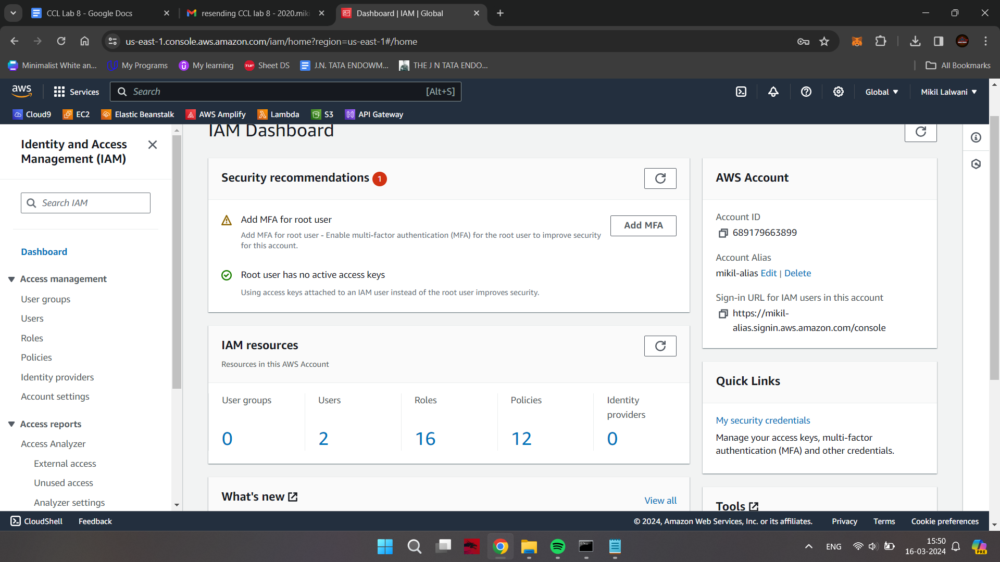 CCL Lab 8 - Google Docs
resending CCL lab 8 - 2020.miki
Dashboard | IAM | Global
us-east-1.console.aws.amazon.com/iam/home?region=us-east-1#/home
Minimalist White an...
My Programs
My learning
TUF
Sheet DS
J.N. TATA ENDOWM...
THE J N TATA ENDO...
All Bookmarks
aws
Services
Search
[Alt+S]
Global
Mikil Lalwani
Cloud9
EC2
Elastic Beanstalk
AWS Amplify
Lambda
S3
API Gateway
Identity and Access
Management (IAM)
Search IAM
Dashboard
Access management
User groups
Users
Roles
Policies
Identity providers
Account settings
Access reports
Access Analyzer
External access
Unused access
Analyzer settings
IAM Dashboard
Security recommendations 1
Add MFA for root user
Add MFA for root user - Enable multi-factor authentication (MFA) for the root user to improve security
for this account.
Add MFA
Root user has no active access keys
Using access keys attached to an IAM user instead of the root user improves security.
IAM resources
Resources in this AWS Account
User groups
0
Users
2
Roles
16
Policies
12
Identity
providers
0
What's new
View all
AWS Account
Account ID
689179663899
Account Alias
mikil-alias Edit | Delete
Sign-in URL for IAM users in this account
https://mikil-
alias.signin.aws.amazon.com/console
Quick Links
My security credentials
Manage your access keys, multi-factor
authentication (MFA) and other credentials.
Tools
CloudShell
Feedback
© 2024, Amazon Web Services, Inc. or its affiliates.
Privacy
Terms
Cookie preferences
ENG
15:50
16-03-2024
PRE